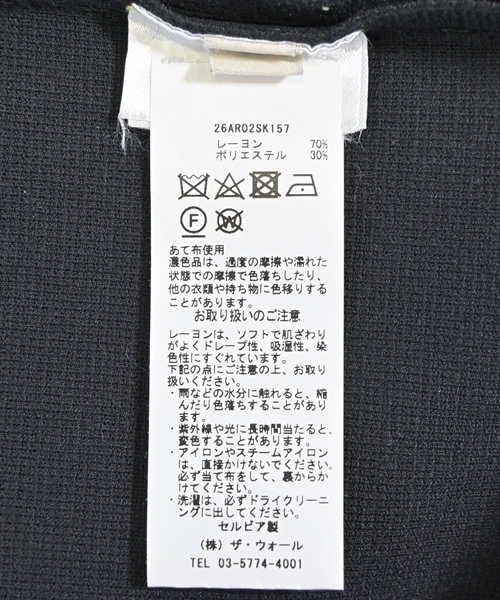 26AR02SK157
レーヨン 70%
ポリエステル 30%
F
W
あて布使用
濃色品は、過度の摩擦や濡れた
状態での摩擦で色落ちしたり、
他の衣類や持ち物に色移りする
ことがあります。
お取り扱いのご注意
レーヨンは、ソフトで肌ざわり
がよくドレープ性、吸湿性、染
色性にすぐれています。
下記の点にご注意の上、お取り
扱いください。
・雨などの水分に触れると、縮
んだり色落ちすることがありま
す。
・紫外線や光に長時間当たると、
変色することがあります。
・アイロンやスチームアイロン
は、直接かけないでください。
必ず当て布をして、裏からか
けてください。
・洗濯は、必ずドライクリーニ
ングに出してください。
セルビア製
(株) ザ・ウォール
TEL 03-5774-4001